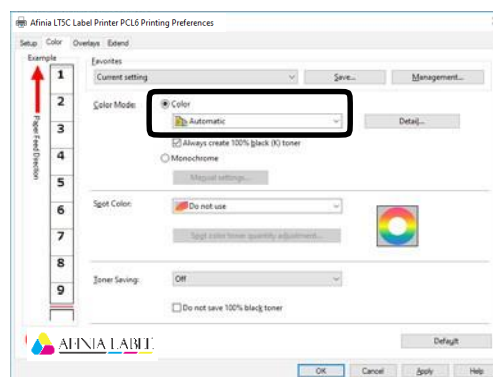 Afinia LT5C Label Printer PCL6 Printing Preferences
Setup Color Overlays Extend
Example
Paper Feed Direction
1
2
3
4
5
6
7
8
9
Favorites
Current setting Save... Management...
Color Mode: Color
Automatic Detail...
Always create 100% black (K) toner
Monochrome
Manual settings...
Spot Color: Do not use
Spot color toner quantity adjustment...
Toner Saving: Off
Do not save 100% black toner
AFINIA LABEL
Default
OK Cancel Apply Help